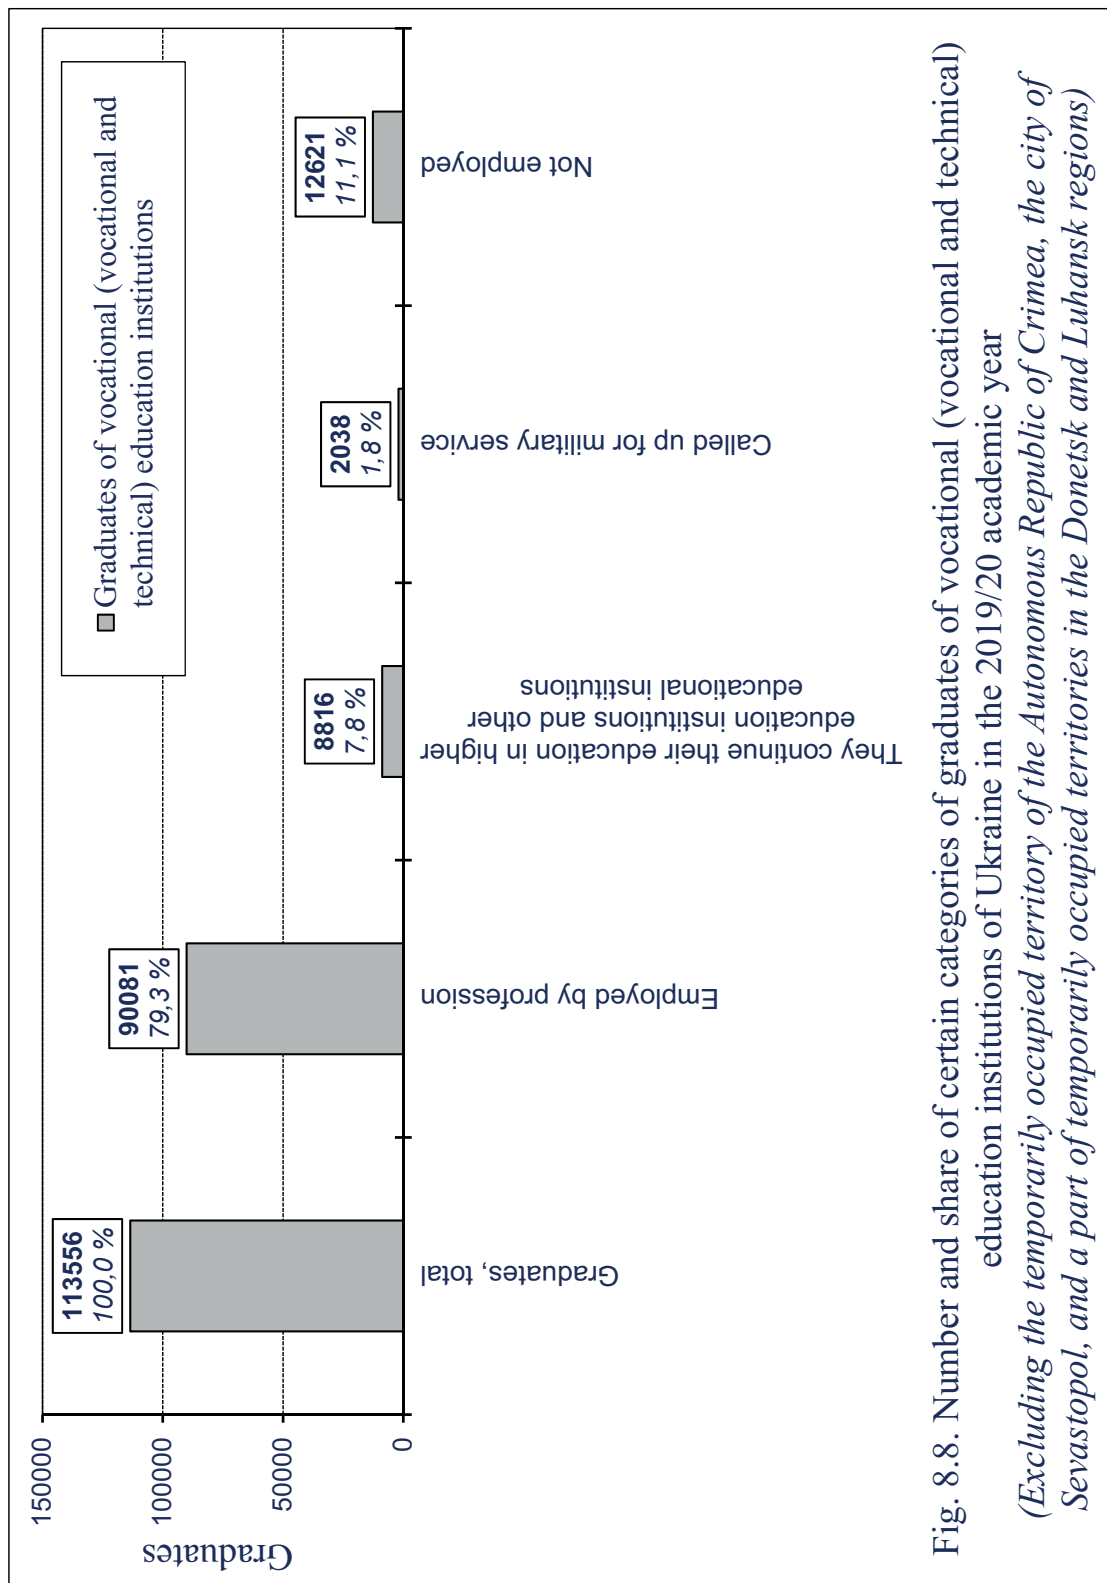 Graduates
150000
100000
50000
0
Graduates of vocational (vocational and
technical) education institutions
113556
100,0 %
90081
79,3 %
8816
7,8 %
2038
1,8 %
12621
11,1 %
Graduates, total
Employed by profession
They continue their education in higher
education institutions and other
educational institutions
Called up for military service
Not employed
Fig. 8.8. Number and share of certain categories of graduates of vocational (vocational and technical)
education institutions of Ukraine in the 2019/20 academic year
(Excluding the temporarily occupied territory of the Autonomous Republic of Crimea, the city of
Sevastopol, and a part of temporarily occupied territories in the Donetsk and Luhansk regions)